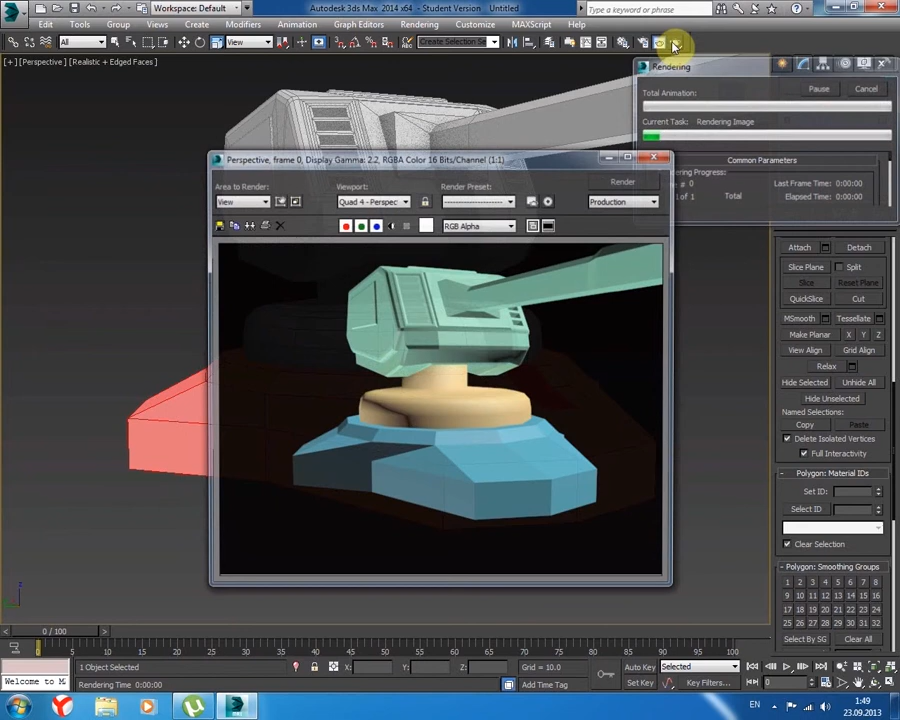 Workspace: Default
Autodesk 3ds Max 2014 x64 - Student Version Untitled
Type a keyword or phrase
Edit Tools Group Views Create Modifiers Animation Graph Editors Rendering Customize MAXScript Help
All View Create Selection Se
[+] [Perspective] [Realistic + Edged Faces]
Rendering
Total Animation:
Pause Cancel
Current Task: Rendering Image
Common Parameters
Rendering Progress:
# 0 Last Frame Time: 0:00:00
1 of 1 Total Elapsed Time: 0:00:00
Perspective, frame 0, Display Gamma: 2.2, RGBA Color 16 Bits/Channel (1:1)
Area to Render: Viewport: Render Preset: Render
View Quad 4 - Perspec Production
RGB Alpha
Attach Detach
Slice Plane Split
Slice Reset Plane
QuickSlice Cut
MSmooth Tessellate
Make Planar X Y Z
View Align Grid Align
Relax
Hide Selected Unhide All
Hide Unselected
Named Selections:
Copy Paste
Delete Isolated Vertices
Full Interactivity
- Polygon: Material IDs
Set ID:
Select ID
Clear Selection
- Polygon: Smoothing Groups
1 2 3 4 5 6 7 8
9 10 11 12 13 14 15 16
17 18 19 20 21 22 23 24
25 26 27 28 29 30 31 32
Select By SG Clear All
z
0 / 100
0 5 10 15 20 25 30 35 40 45 50 55 60 65 70 75 80 85 90 95 100
1 Object Selected X: Y: Z: Grid = 10.0 Auto Key Selected
Welcome to M Rendering Time 0:00:00 Add Time Tag Set Key Key Filters... 0
EN 1:49
23.09.2013